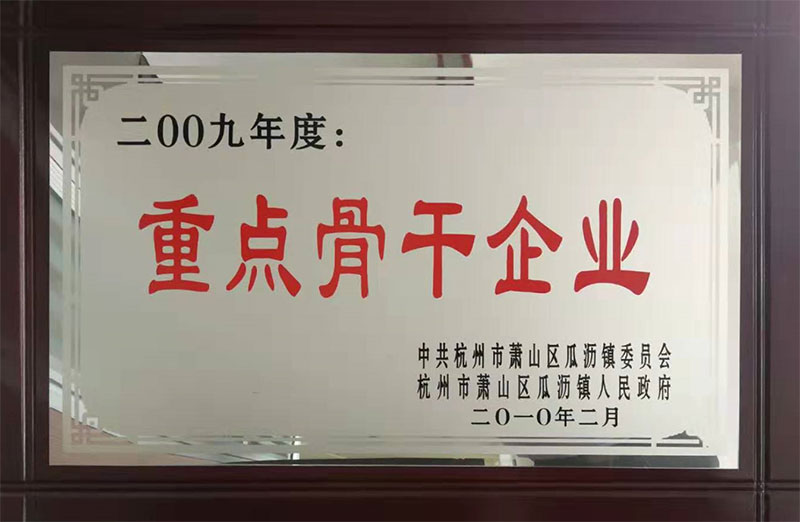 二00九年度：
重点骨干企业
中共杭州市萧山区瓜沥镇委员会
杭州市萧山区瓜沥镇人民政府
二〇一〇年二月